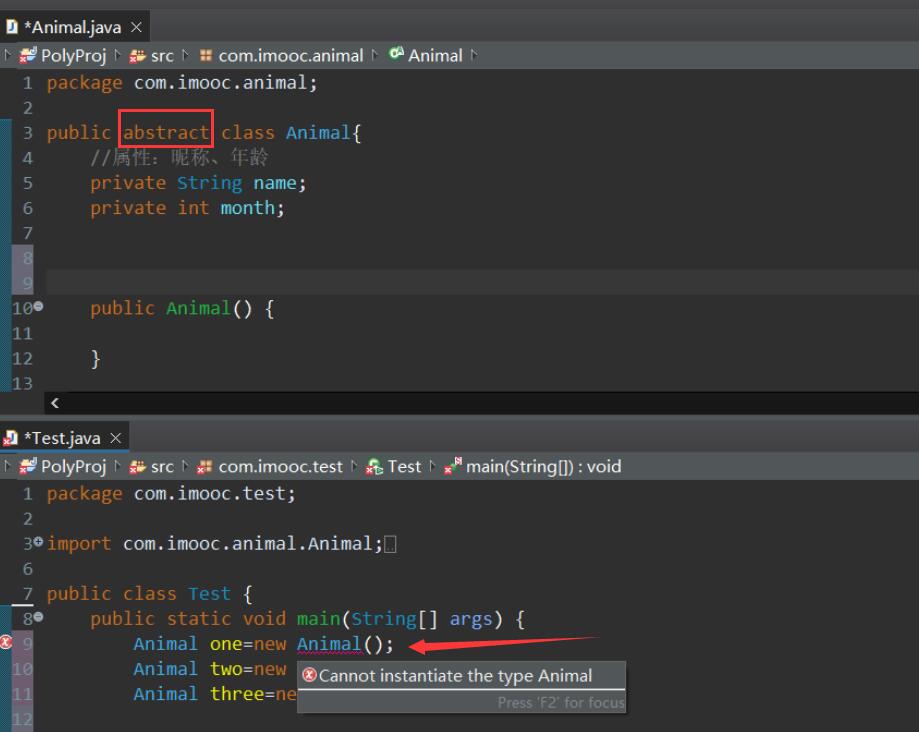 *Animal.java
PolyProj src com.imooc.animal Animal
1 package com.imooc.animal;
2
3 public abstract class Animal{
4 //属性：昵称、年龄
5 private String name;
6 private int month;
7
8
9
10 public Animal() {
11
12 }
13
*Test.java
PolyProj src com.imooc.test Test main(String[]) : void
1 package com.imooc.test;
2
3 import com.imooc.animal.Animal;
6
7 public class Test {
8 public static void main(String[] args) {
9 Animal one=new Animal();
10 Animal two=new
11 Animal three=ne
Cannot instantiate the type Animal
Press 'F2' for focus
12